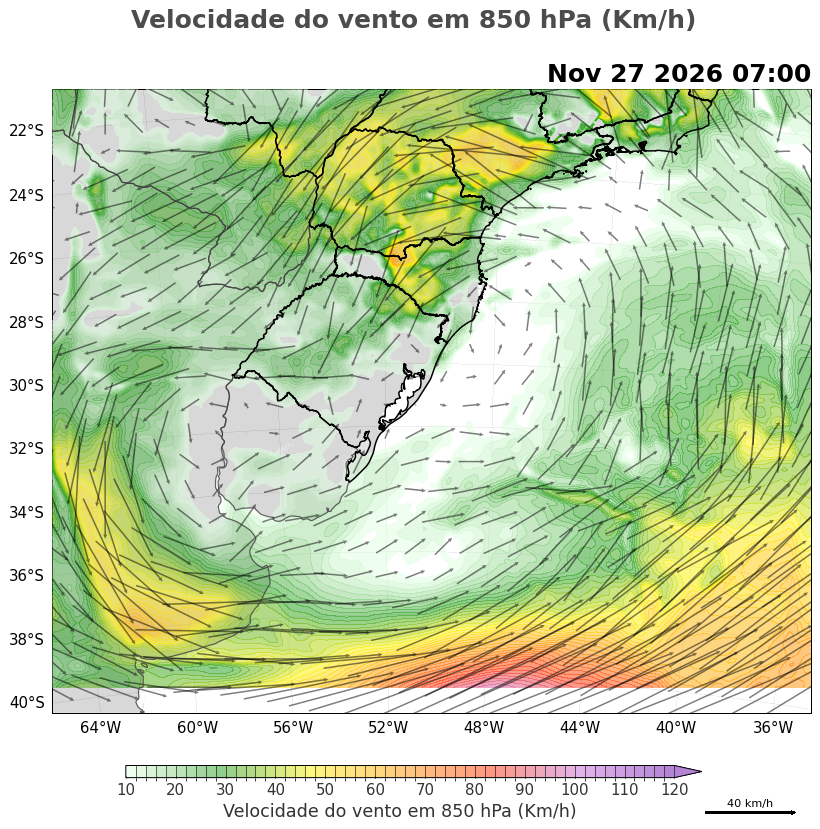 Velocidade do vento em 850 hPa (Km/h)
Nov 27 2026 07:00
22°S
24°S
26°S
28°S
30°S
32°S
34°S
36°S
38°S
40°S
64°W 60°W 56°W 52°W 48°W 44°W 40°W 36°W
10 20 30 40 50 60 70 80 90 100 110 120
Velocidade do vento em 850 hPa (Km/h)
40 km/h